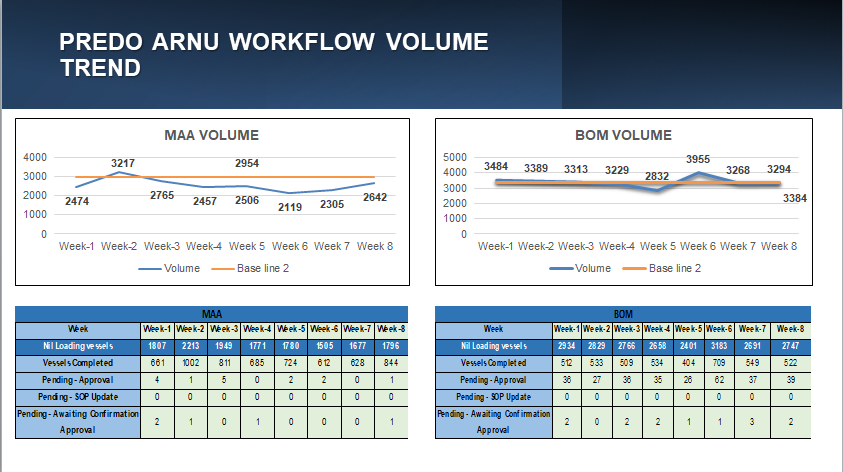 PREDO ARNU WORKFLOW VOLUME
TREND
MAA VOLUME
4000
3000
2000
1000
0
3217
2954
2474
2765
2457
2506
2119
2305
2642
Week-1 Week-2 Week-3 Week-4 Week 5 Week 6 Week 7 Week 8
Volume Base line 2
BOM VOLUME
5000
4000
3000
2000
1000
0
3484 3389 3313 3229 2832 3955 3268 3294
3384
Week-1 Week-2 Week-3 Week-4 Week 5 Week 6 Week 7 Week 8
Volume Base line 2
MAA
Week Week-1 Week-2 Week-3 Week-4 Week-5 Week-6 Week-7 Week-8
Nil Loading vessels 1807 2213 1949 1771 1780 1505 1677 1796
Vessels Completed 661 1002 811 685 724 612 628 844
Pending - Approval 4 1 5 0 2 2 0 1
Pending - SOP Update 0 0 0 0 0 0 0 0
Pending - Awaiting Confirmation
Approval 2 1 0 1 0 0 0 1
BOM
Week Week-1 Week-2 Week-3 Week-4 Week-5 Week-6 Week-7 Week-8
Nil Loading vessels 2934 2829 2766 2658 2401 3183 2691 2747
Vessels Completed 512 533 509 534 404 709 549 522
Pending - Approval 36 27 36 35 26 62 37 39
Pending - SOP Update 0 0 0 0 0 0 0 0
Pending - Awaiting Confirmation
Approval 2 0 2 2 1 1 3 2